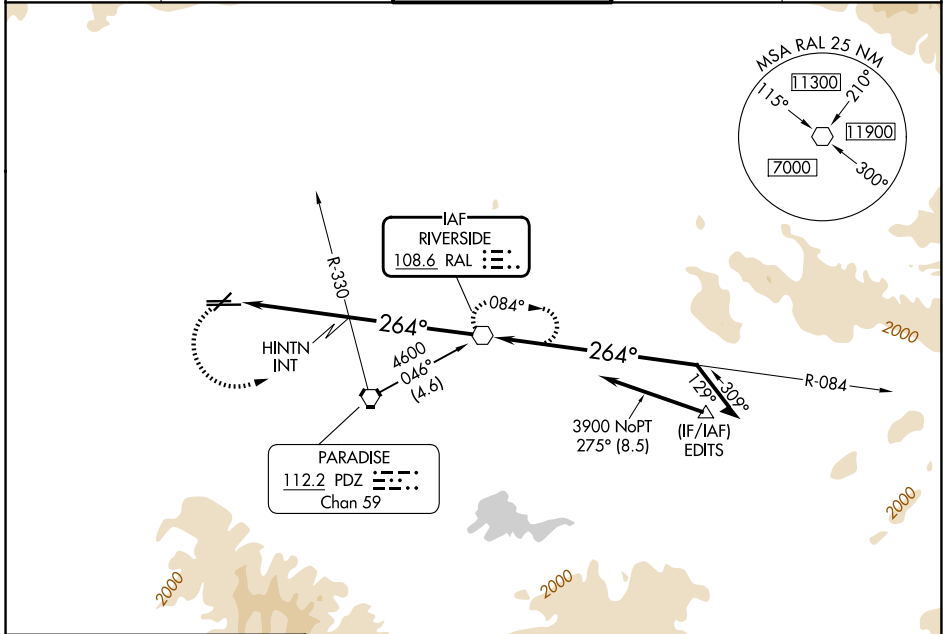 MSA RAL 25 NM
11300
115°
210°
11900
7000
300°
IAF
RIVERSIDE
108.6 RAL
R-330
084°
264°
HINTN
INT
4600
046°
(4.6)
264°
2000
R-084
309°
129°
3900 NoPT
275° (8.5)
(IF/IAF)
EDITS
PARADISE
112.2 PDZ
Chan 59
2000
2000
2000